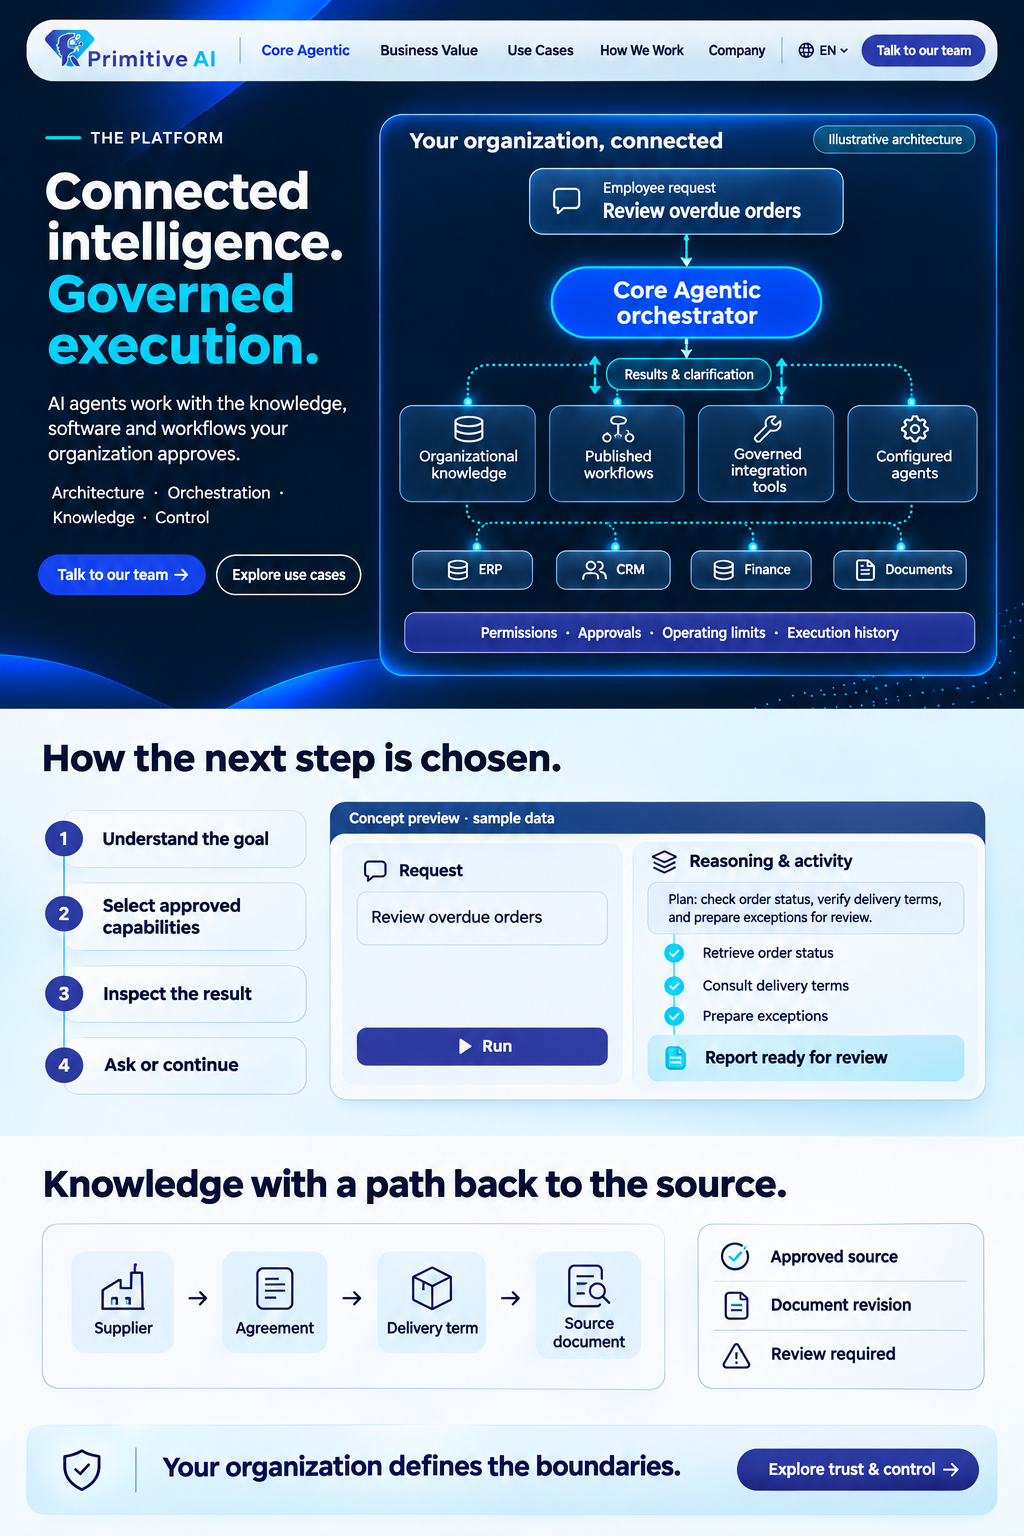 Primitive AI
Core Agentic
Business Value
Use Cases
How We Work
Company
EN
Talk to our team
THE PLATFORM
Connected
intelligence.
Governed
execution.
AI agents work with the knowledge,
software and workflows your
organization approves.
Architecture · Orchestration ·
Knowledge · Control
Talk to our team →
Explore use cases
Your organization, connected
Illustrative architecture
Employee request
Review overdue orders
Core Agentic
orchestrator
Results & clarification
Organizational
knowledge
Published
workflows
Governed
integration
tools
Configured
agents
ERP
CRM
Finance
Documents
Permissions · Approvals · Operating limits · Execution history
How the next step is chosen.
1 Understand the goal
2 Select approved
capabilities
3 Inspect the result
4 Ask or continue
Concept preview · sample data
Request
Review overdue orders
Run
Reasoning & activity
Plan: check order status, verify delivery terms,
and prepare exceptions for review.
Retrieve order status
Consult delivery terms
Prepare exceptions
Report ready for review
Knowledge with a path back to the source.
Supplier
Agreement
Delivery term
Source
document
Approved source
Document revision
Review required
Your organization defines the boundaries.
Explore trust & control →